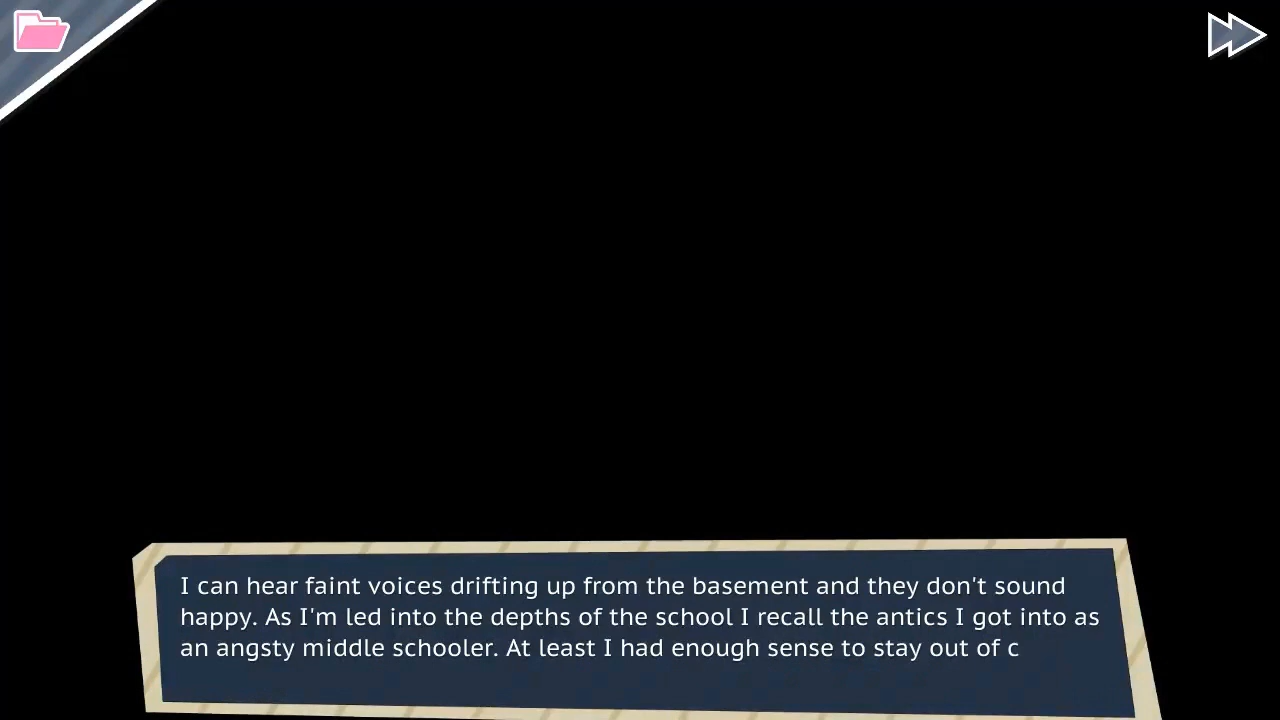 I can hear faint voices drifting up from the basement and they don't sound
happy. As I'm led into the depths of the school I recall the antics I got into as
an angsty middle schooler. At least I had enough sense to stay out of c